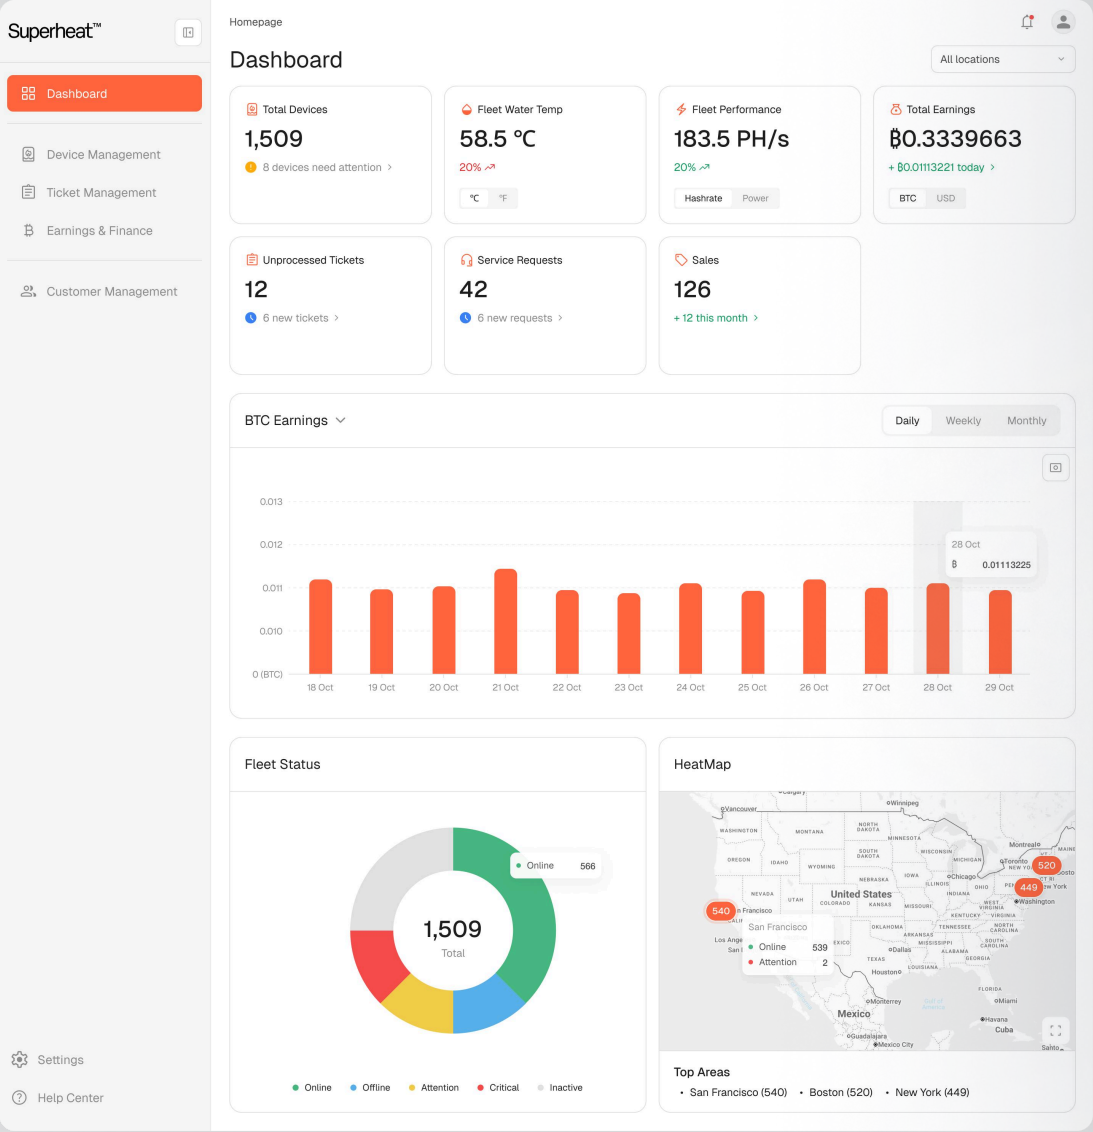 Superheat™
Homepage
Dashboard
All locations
Dashboard
Device Management
Ticket Management
Earnings & Finance
Customer Management
Settings
Help Center
Total Devices
1,509
8 devices need attention
Fleet Water Temp
58.5 °C
20%
°C °F
Fleet Performance
183.5 PH/s
20%
Hashrate Power
Total Earnings
₿0.3339663
+ ₿0.01113221 today
BTC USD
Unprocessed Tickets
12
6 new tickets
Service Requests
42
6 new requests
Sales
126
+ 12 this month
BTC Earnings
Daily Weekly Monthly
0.013
0.012
0.011
0.010
0 (BTC)
28 Oct
₿ 0.01113225
18 Oct 19 Oct 20 Oct 21 Oct 22 Oct 23 Oct 24 Oct 25 Oct 26 Oct 27 Oct 28 Oct 29 Oct
Fleet Status
Online 566
1,509
Total
Online Offline Attention Critical Inactive
HeatMap
Calgary
Vancouver
Winnipeg
WASHINGTON
MONTANA
NORTH DAKOTA
MINNESOTA
OREGON
IDAHO
WYOMING
SOUTH DAKOTA
WISCONSIN
MICHIGAN
Montreal
MAINE
Toronto
520
449
NEBRASKA
IOWA
Chicago
ILLINOIS
INDIANA
OHIO
NEVADA
UTAH
United States
COLORADO
KANSAS
MISSOURI
WEST VIRGINIA
Washington
KENTUCKY
VIRGINIA
540
San Francisco
Online 539
Attention 2
OKLAHOMA
ARKANSAS
TENNESSEE
NORTH CAROLINA
MISSISSIPPI
SOUTH CAROLINA
Dallas
ALABAMA
GEORGIA
TEXAS
LOUISIANA
Houston
FLORIDA
Monterrey
Gulf of
Miami
Mexico
Havana
Cuba
Guadalajara
Mexico City
Top Areas
• San Francisco (540) • Boston (520) • New York (449)